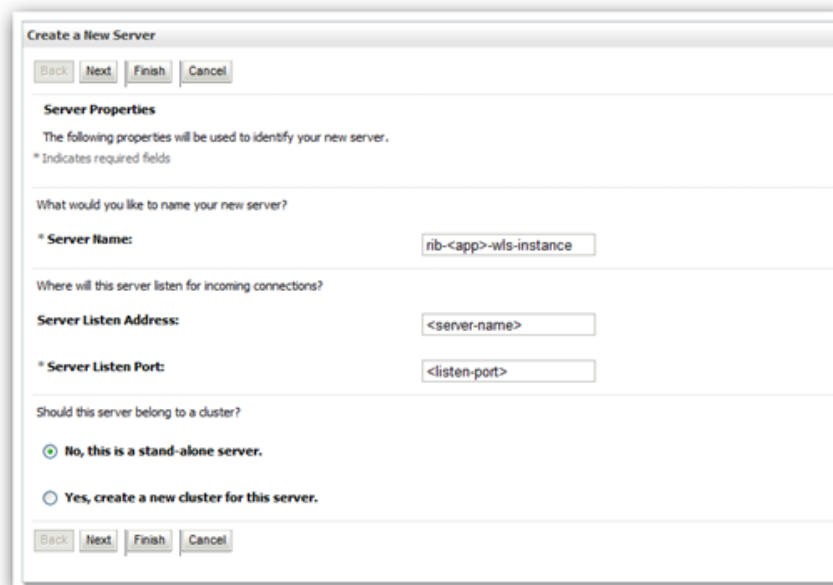 Create a New Server
Back Next Finish Cancel
Server Properties
The following properties will be used to identify your new server.
* Indicates required fields
What would you like to name your new server?
* Server Name: rib-<app>-wls-instance
Where will this server listen for incoming connections?
Server Listen Address: <server-name>
* Server Listen Port: <listen-port>
Should this server belong to a cluster?
No, this is a stand-alone server.
Yes, create a new cluster for this server.
Back Next Finish Cancel